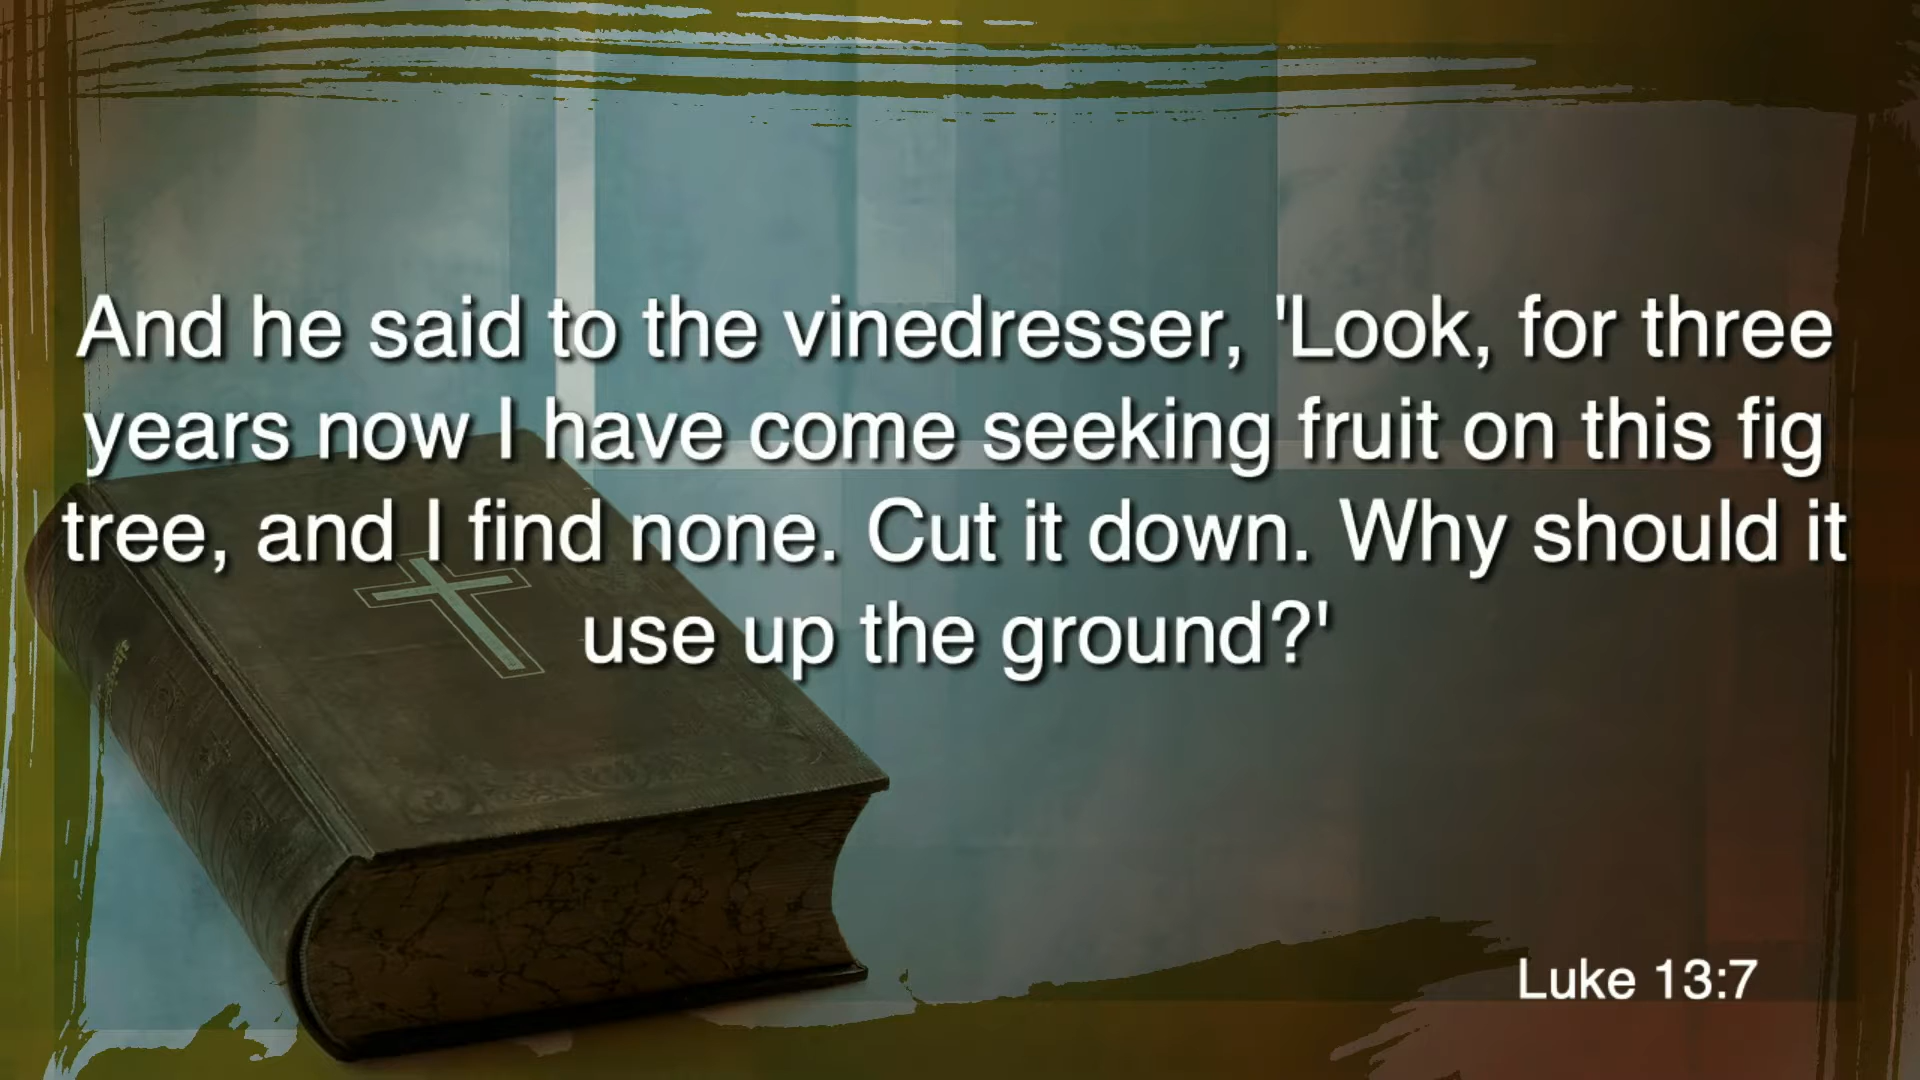 And he said to the vinedresser, 'Look, for three
years now I have come seeking fruit on this fig
tree, and I find none. Cut it down. Why should it
use up the ground?'
Luke 13:7